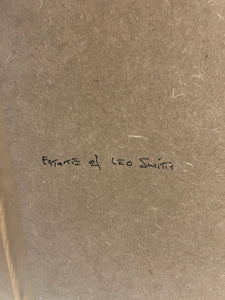 Estate of LEO SMITH